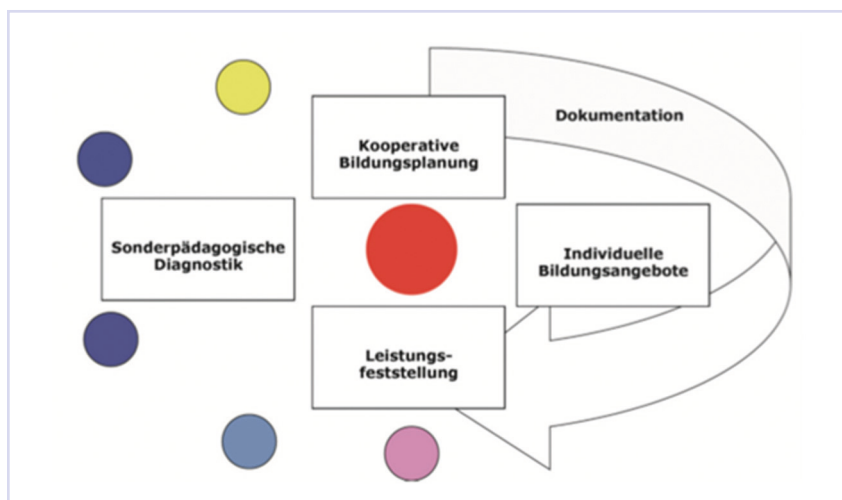 Dokumentation
Kooperative
Bildungsplanung
Sonderpädagogische
Diagnostik
Individuelle
Bildungsangebote
Leistungs-
feststellung